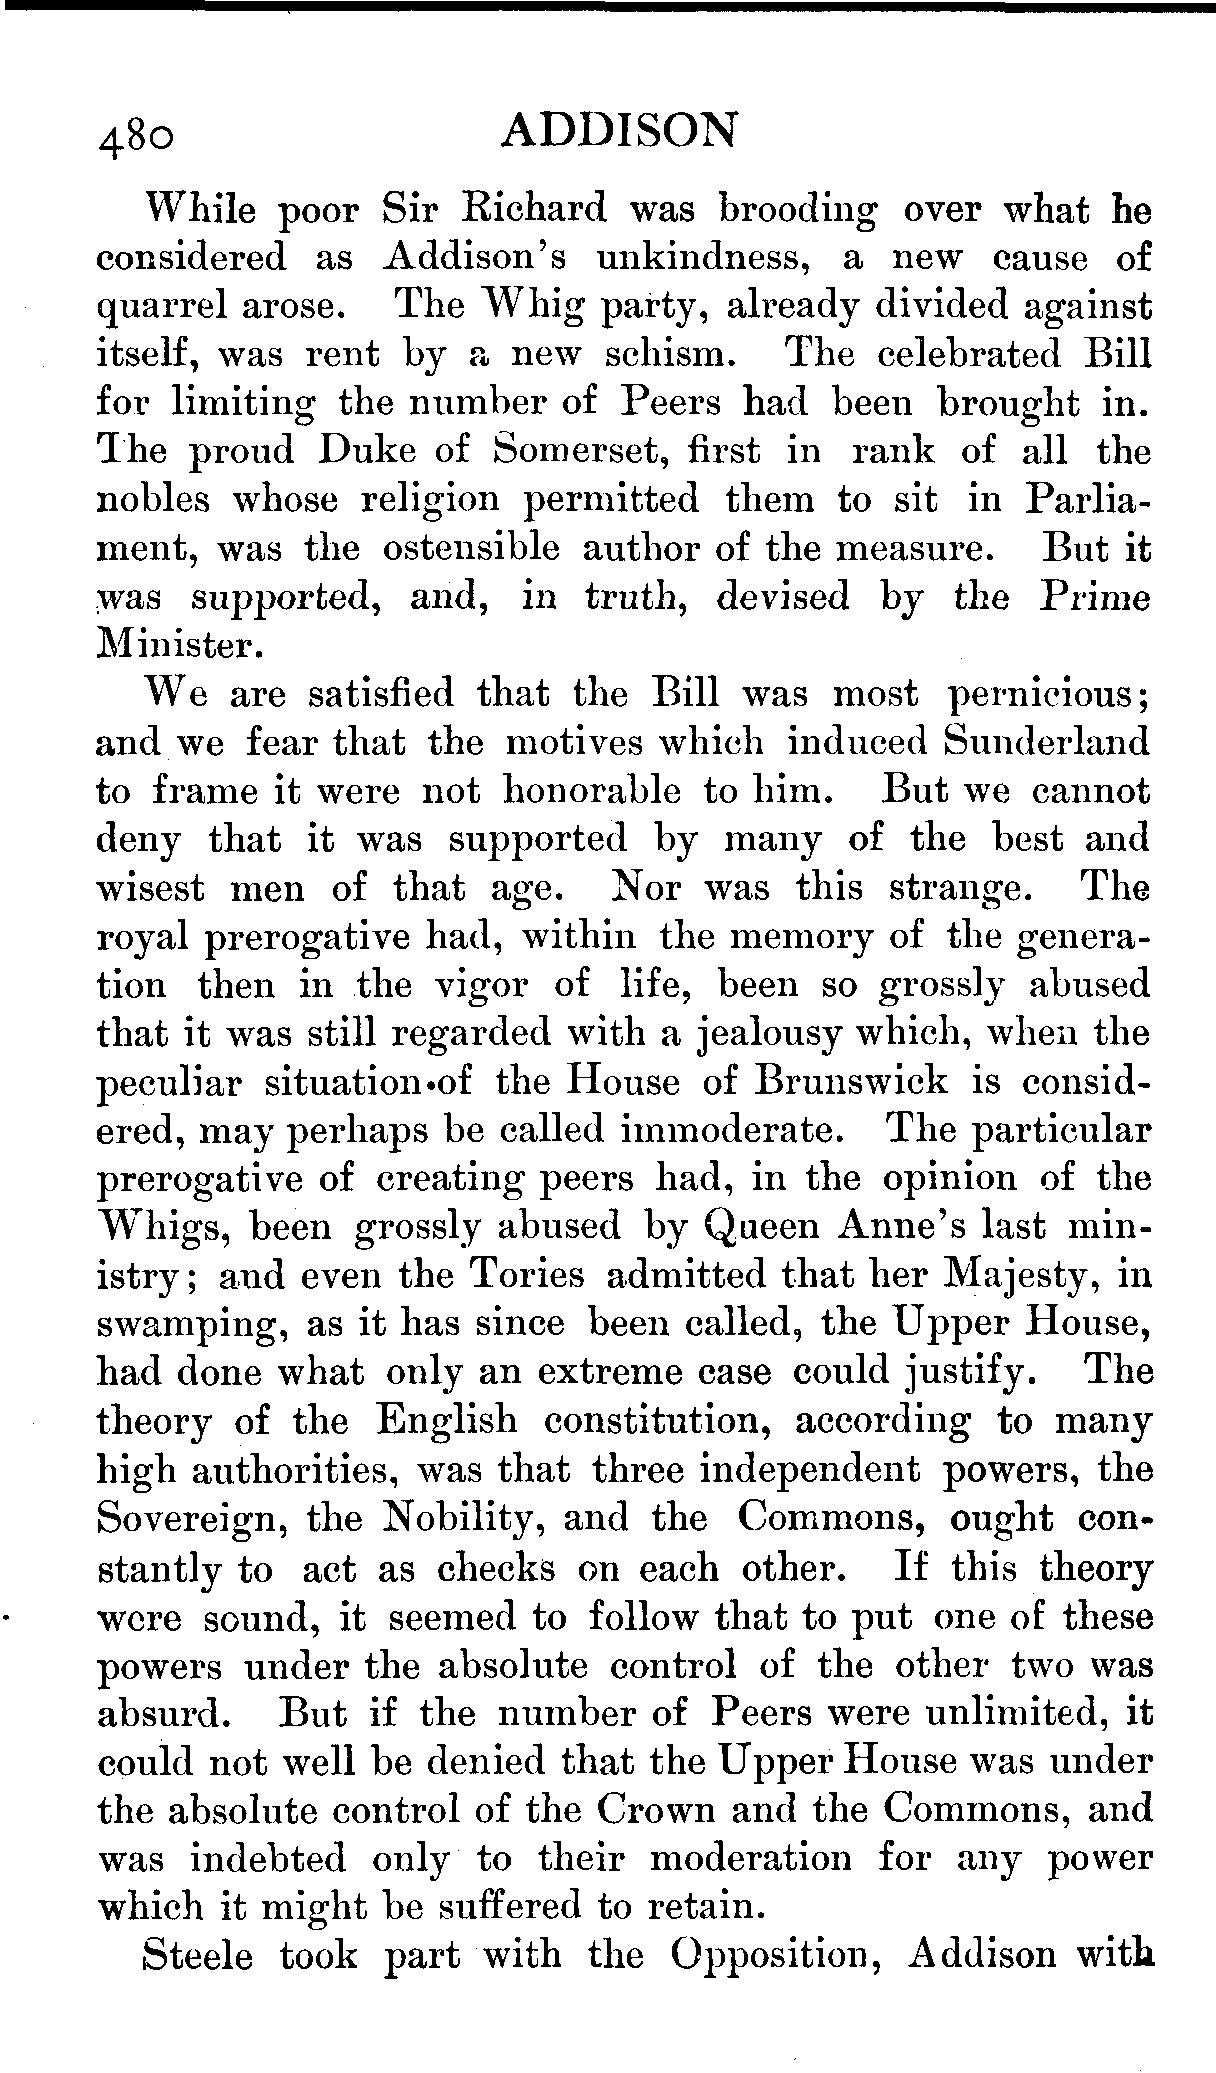 480 ADDISON
While poor Sir Richard was brooding over what he
considered as Addison's unkindness, a new cause of
quarrel arose. The Whig party, already divided against
itself, was rent by a new schism. The celebrated Bill
for limiting the number of Peers had been brought in.
The proud Duke of Somerset, first in rank of all the
nobles whose religion permitted them to sit in Parlia-
ment, was the ostensible author of the measure. But it
was supported, and, in truth, devised by the Prime
Minister.
We are satisfied that the Bill was most pernicious;
and we fear that the motives which induced Sunderland
to frame it were not honorable to him. But we cannot
deny that it was supported by many of the best and
wisest men of that age. Nor was this strange. The
royal prerogative had, within the memory of the genera-
tion then in the vigor of life, been so grossly abused
that it was still regarded with a jealousy which, when the
peculiar situation of the House of Brunswick is consid-
ered, may perhaps be called immoderate. The particular
prerogative of creating peers had, in the opinion of the
Whigs, been grossly abused by Queen Anne's last min-
istry; and even the Tories admitted that her Majesty, in
swamping, as it has since been called, the Upper House,
had done what only an extreme case could justify. The
theory of the English constitution, according to many
high authorities, was that three independent powers, the
Sovereign, the Nobility, and the Commons, ought con-
stantly to act as checks on each other. If this theory
were sound, it seemed to follow that to put one of these
powers under the absolute control of the other two was
absurd. But if the number of Peers were unlimited, it
could not well be denied that the Upper House was under
the absolute control of the Crown and the Commons, and
was indebted only to their moderation for any power
which it might be suffered to retain.
Steele took part with the Opposition, Addison with